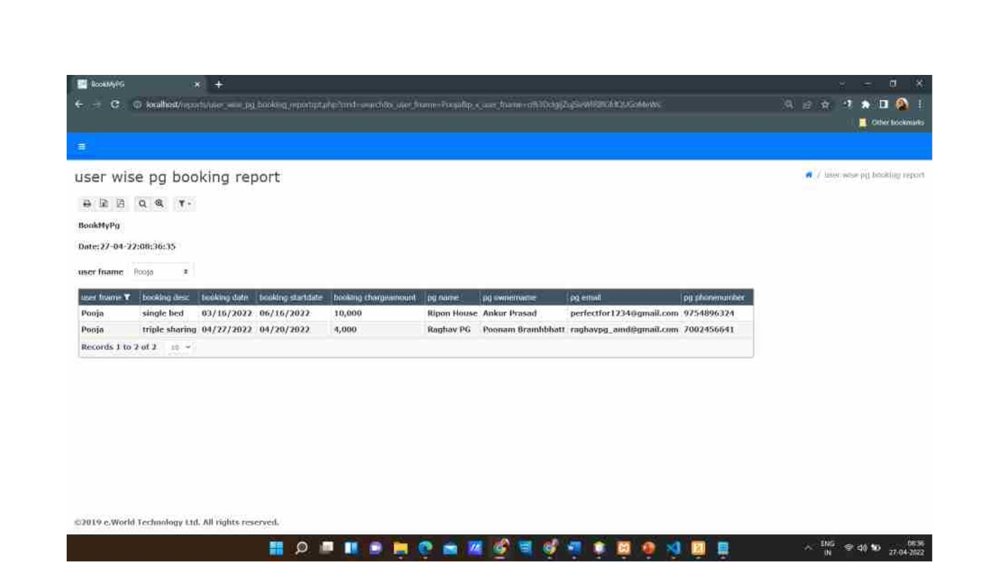 BookMyPG
localhost/reports/user_wise_pg_booking_reportrpt.php?cmd=search&x_user_fname=Pooja&p_x_user_fname=
Other bookmarks
user wise pg booking report
/ user wise pg booking report
BookMyPg
Date:27-04-22:08:36:35
user fname Pooja
user fname booking desc booking date booking startdate booking chargeamount pg name pg ownername pg email pg phonenumber
Pooja single bed 03/16/2022 06/16/2022 10,000 Ripon House Ankur Prasad perfectfor1234@gmail.com 9754896324
Pooja triple sharing 04/27/2022 04/20/2022 4,000 Raghav PG Poonam Bramhbhatt raghavpg_amd@gmail.com 7002456641
Records 1 to 2 of 2 10
©2019 e.World Technology Ltd. All rights reserved.
ENG 08:36
IN 27-04-2022